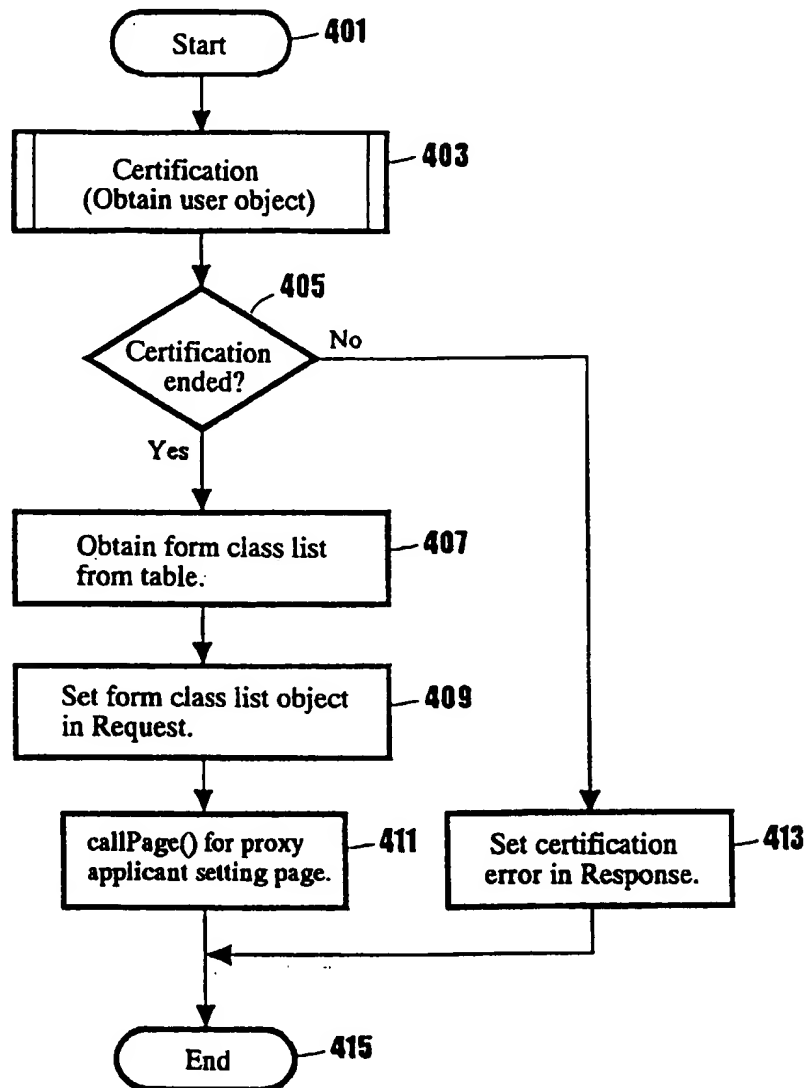 Start
401
Certification
(Obtain user object)
403
405
Certification
ended?
No
Yes
Obtain form class list
from table.
407
Set form class list object
in Request.
409
callPage() for proxy
applicant setting page.
411
Set certification
error in Response.
413
End
415